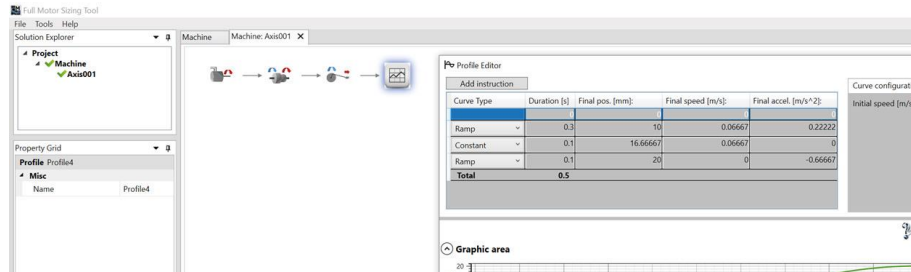 Full Motor Sizing Tool
File Tools Help
Solution Explorer
Project
Machine
Axis001
Property Grid
Profile Profile4
Misc
Name Profile4
Machine
Machine: Axis001
Profile Editor
Add instruction
Curve Type Duration [s] Final pos. [mm]: Final speed [m/s]: Final accel. [m/s^2]:
0 0 0 0
Ramp 0.3 10 0.06667 0.22222
Constant 0.1 16.66667 0.06667 0
Ramp 0.1 20 0 -0.66667
Total 0.5
Curve configurat
Initial speed [m/s
Graphic area
20